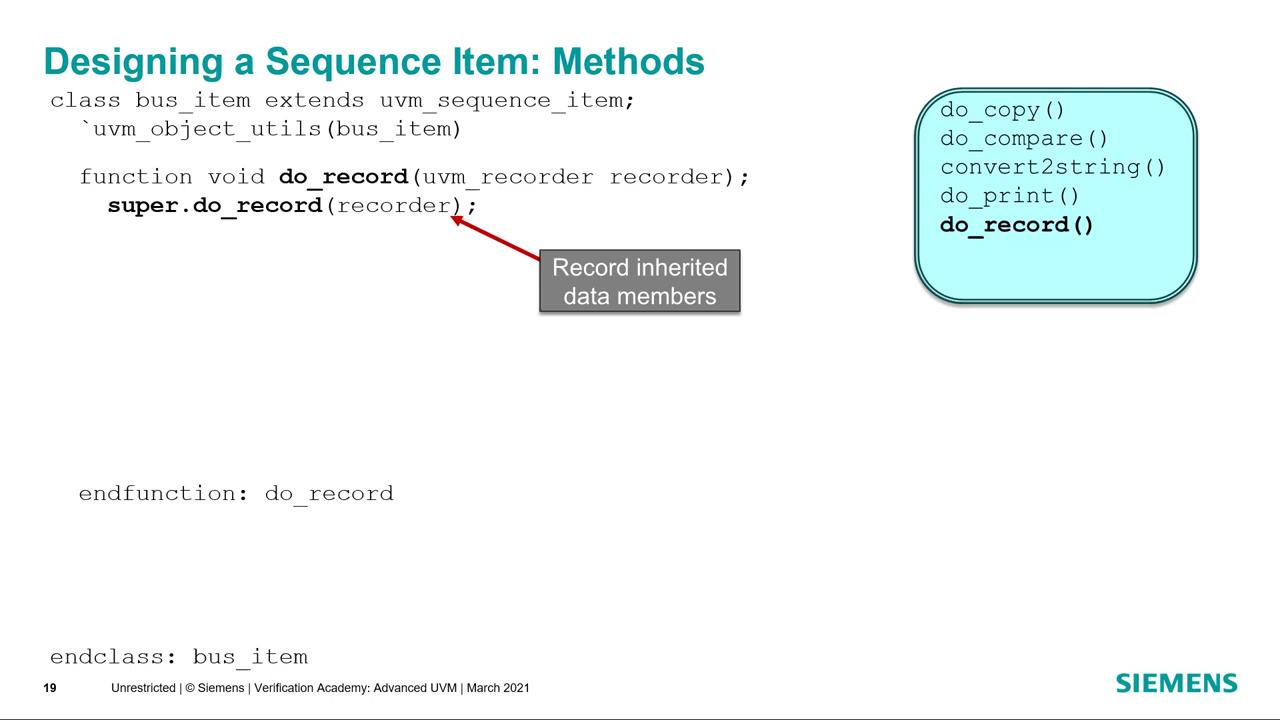 Designing a Sequence Item: Methods
class bus_item extends uvm_sequence_item;
`uvm_object_utils(bus_item)
function void do_record(uvm_recorder recorder);
super.do_record(recorder);
Record inherited
data members
endfunction: do_record
endclass: bus_item
do_copy()
do_compare()
convert2string()
do_print()
do_record()
19
Unrestricted | © Siemens | Verification Academy: Advanced UVM | March 2021
SIEMENS